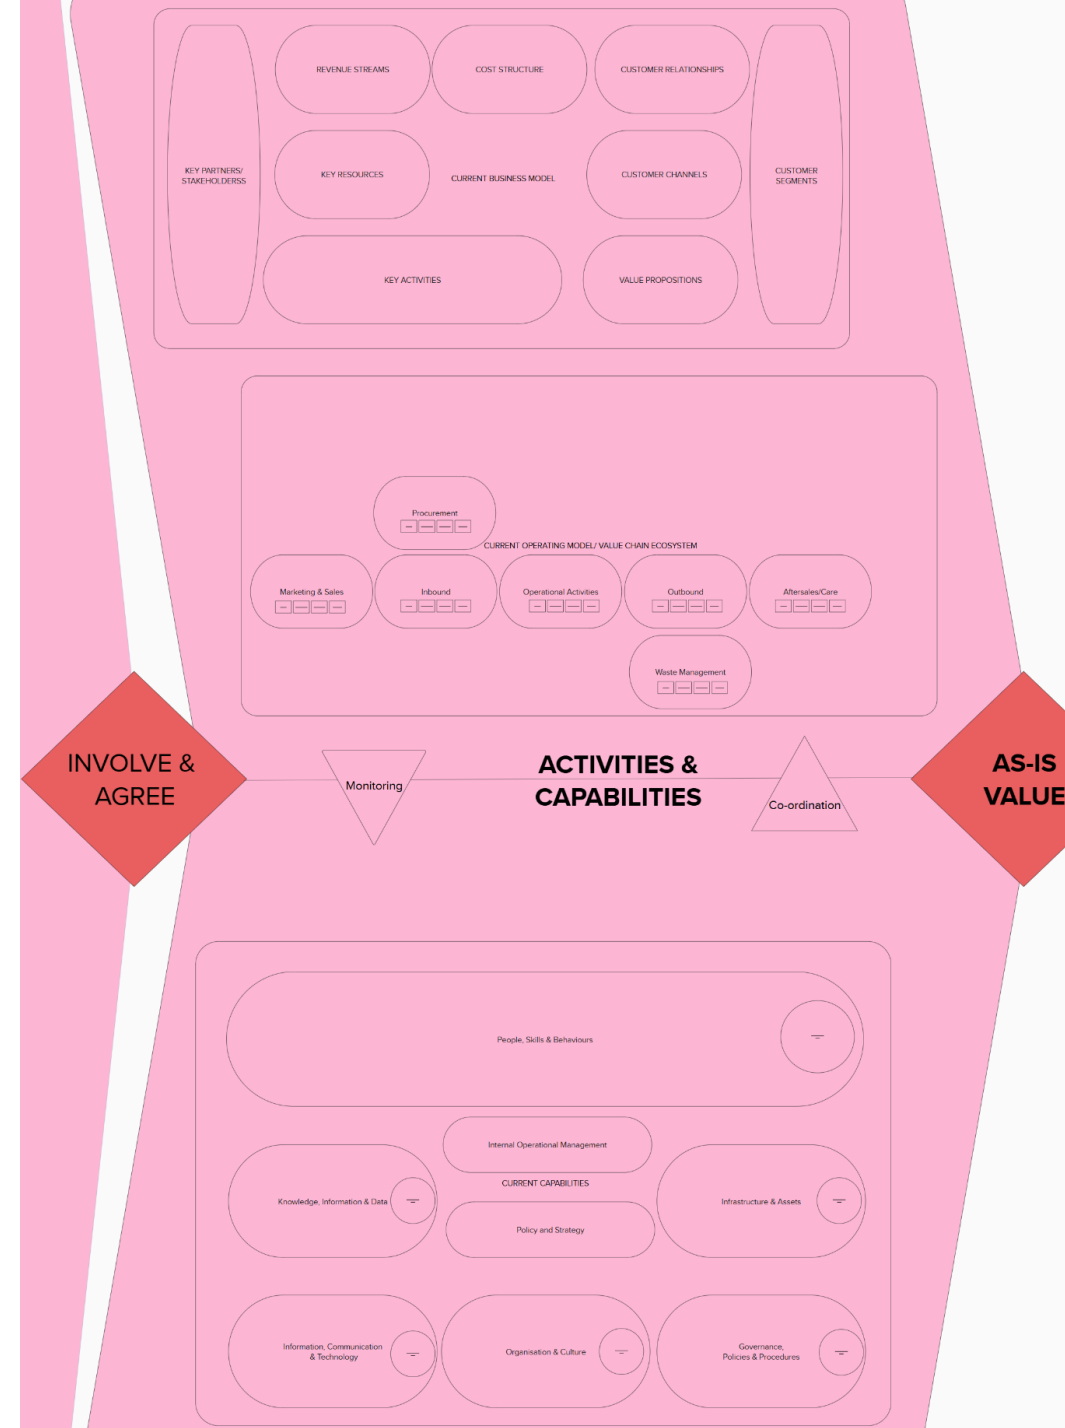 REVENUE STREAMS
COST STRUCTURE
CUSTOMER RELATIONSHIPS
KEY PARTNERS/
STAKEHOLDERSS
KEY RESOURCES
CURRENT BUSINESS MODEL
CUSTOMER CHANNELS
CUSTOMER
SEGMENTS
KEY ACTIVITIES
VALUE PROPOSITIONS
Procurement
CURRENT OPERATING MODEL/ VALUE CHAIN ECOSYSTEM
Marketing & Sales
Inbound
Operational Activities
Outbound
Aftersales/Care
Waste Management
INVOLVE &
AGREE
Monitoring
ACTIVITIES &
CAPABILITIES
Co-ordination
AS-IS
VALUE
People, Skills & Behaviours
Internal Operational Management
CURRENT CAPABILITIES
Knowledge, Information & Data
Infrastructure & Assets
Policy and Strategy
Information, Communication
& Technology
Organisation & Culture
Governance,
Policies & Procedures